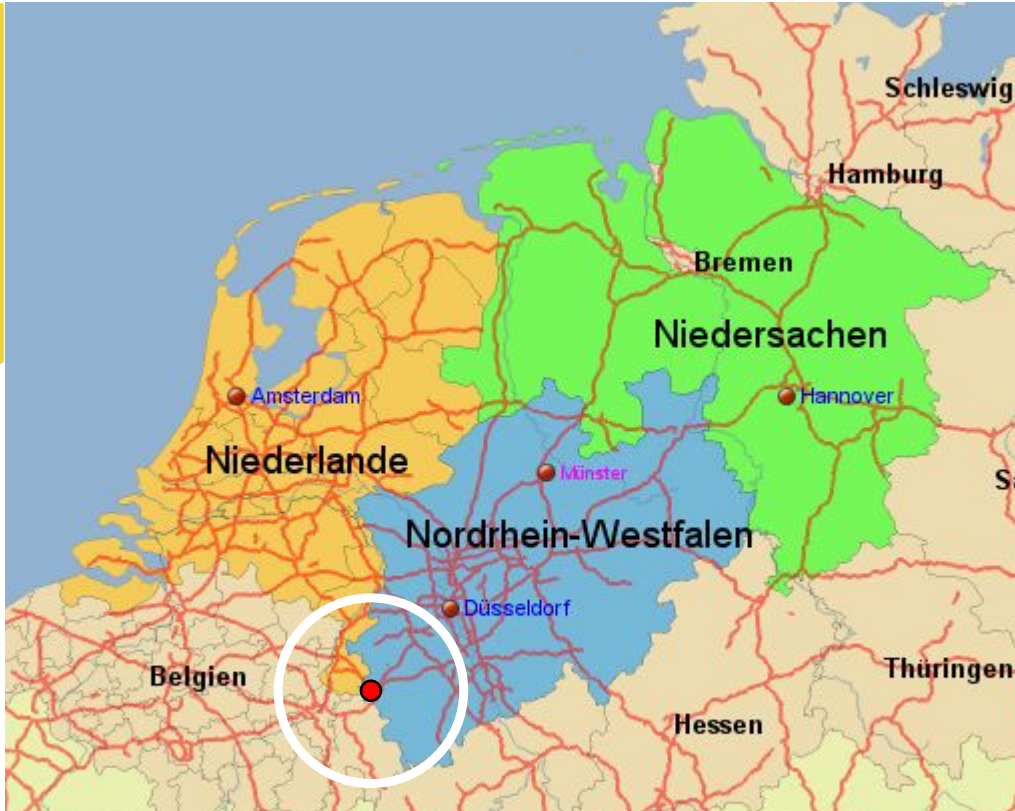 Schleswig
Hamburg
Bremen
Niedersachen
Amsterdam
Hannover
Niederlande
Münster
Nordrhein-Westfalen
Düsseldorf
Belgien
Thüringen
Hessen